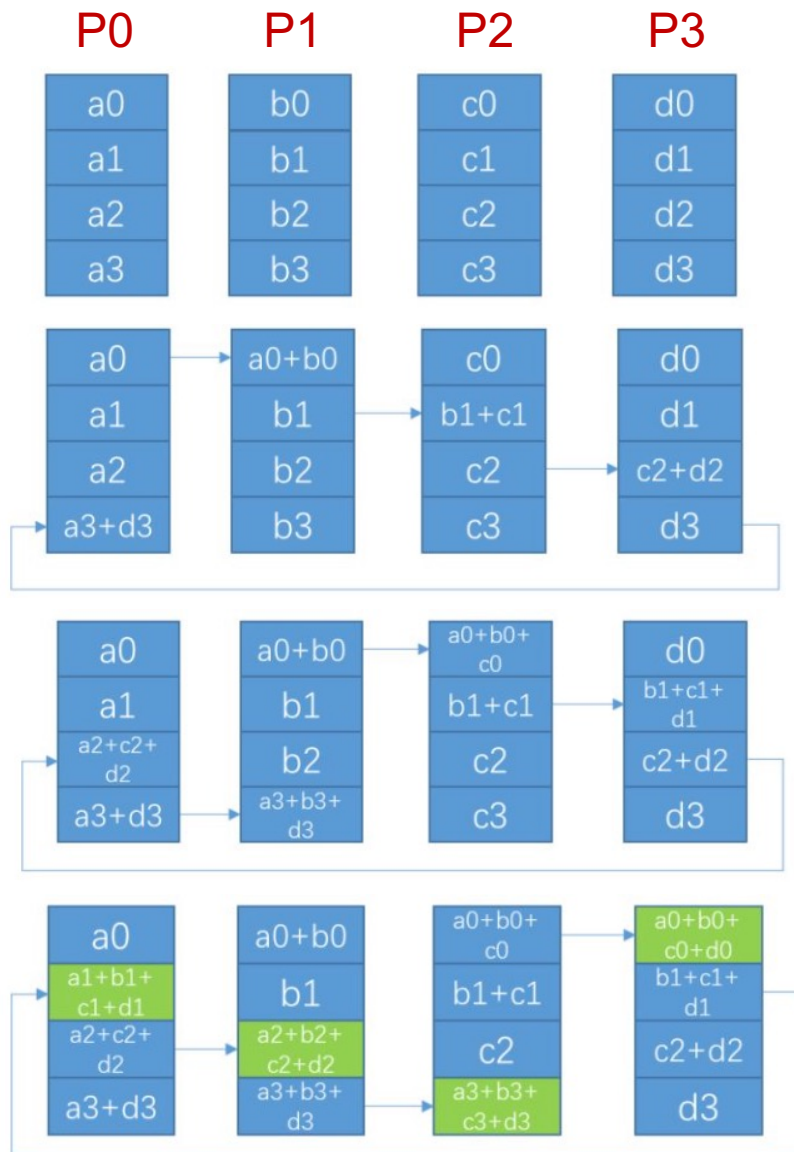 P0 P1 P2 P3
a0 b0 c0 d0
a1 b1 c1 d1
a2 b2 c2 d2
a3 b3 c3 d3
a0 a0+b0 c0 d0
a1 b1 b1+c1 d1
a2 b2 c2 c2+d2
a3+d3 b3 c3 d3
a0 a0+b0 a0+b0+
c0 d0
a1 b1 b1+c1 b1+c1+
d1
a2+c2+
d2 b2 c2 c2+d2
a3+d3 a3+b3+
d3 c3 d3
a0 a0+b0 a0+b0+
c0 a0+b0+
c0+d0
a1+b1+
c1+d1 b1 b1+c1 b1+c1+
d1
a2+c2+
d2 a2+b2+
c2+d2 c2 c2+d2
a3+d3 a3+b3+
d3 a3+b3+
c3+d3 d3